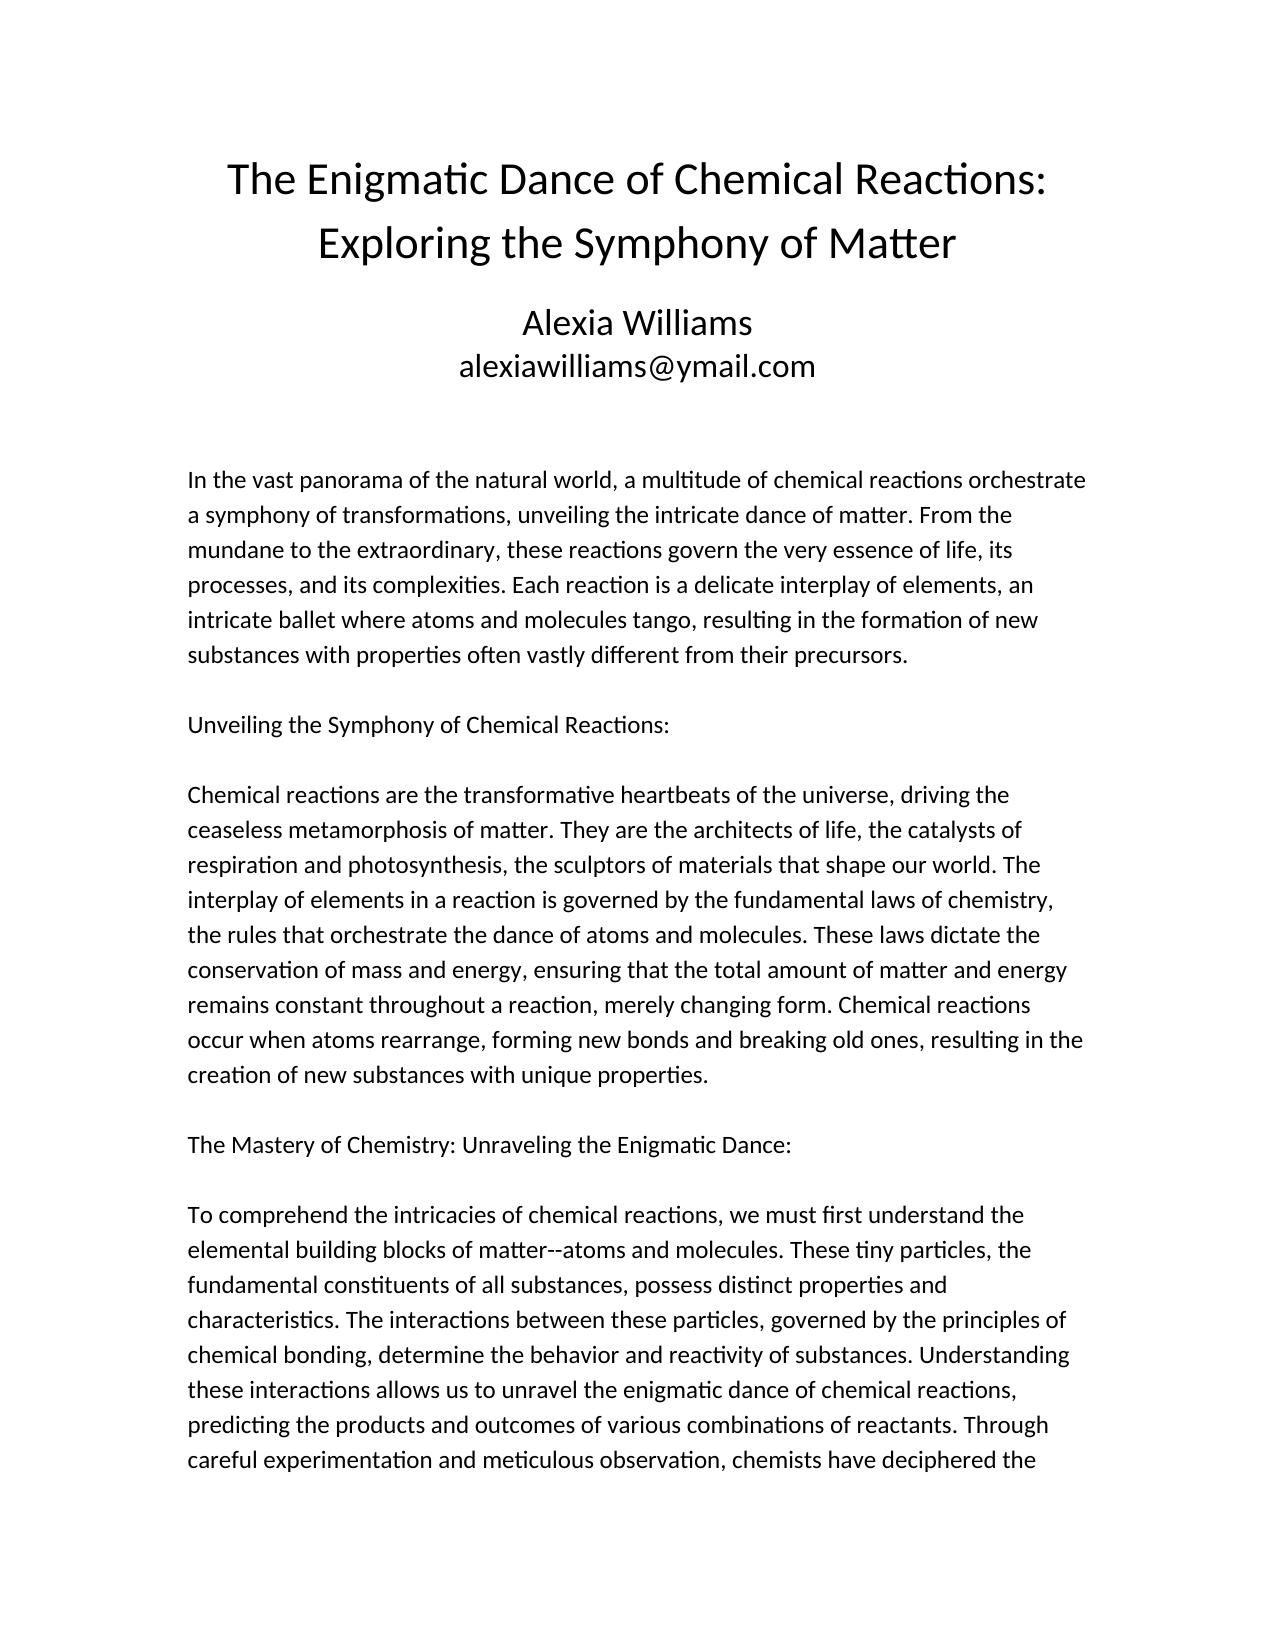 The Enigmatic Dance of Chemical Reactions:
Exploring the Symphony of Matter
Alexia Williams
alexiawilliams@ymail.com
In the vast panorama of the natural world, a multitude of chemical reactions orchestrate
a symphony of transformations, unveiling the intricate dance of matter. From the
mundane to the extraordinary, these reactions govern the very essence of life, its
processes, and its complexities. Each reaction is a delicate interplay of elements, an
intricate ballet where atoms and molecules tango, resulting in the formation of new
substances with properties often vastly different from their precursors.
Unveiling the Symphony of Chemical Reactions:
Chemical reactions are the transformative heartbeats of the universe, driving the
ceaseless metamorphosis of matter. They are the architects of life, the catalysts of
respiration and photosynthesis, the sculptors of materials that shape our world. The
interplay of elements in a reaction is governed by the fundamental laws of chemistry,
the rules that orchestrate the dance of atoms and molecules. These laws dictate the
conservation of mass and energy, ensuring that the total amount of matter and energy
remains constant throughout a reaction, merely changing form. Chemical reactions
occur when atoms rearrange, forming new bonds and breaking old ones, resulting in the
creation of new substances with unique properties.
The Mastery of Chemistry: Unraveling the Enigmatic Dance:
To comprehend the intricacies of chemical reactions, we must first understand the
elemental building blocks of matter--atoms and molecules. These tiny particles, the
fundamental constituents of all substances, possess distinct properties and
characteristics. The interactions between these particles, governed by the principles of
chemical bonding, determine the behavior and reactivity of substances. Understanding
these interactions allows us to unravel the enigmatic dance of chemical reactions,
predicting the products and outcomes of various combinations of reactants. Through
careful experimentation and meticulous observation, chemists have deciphered the